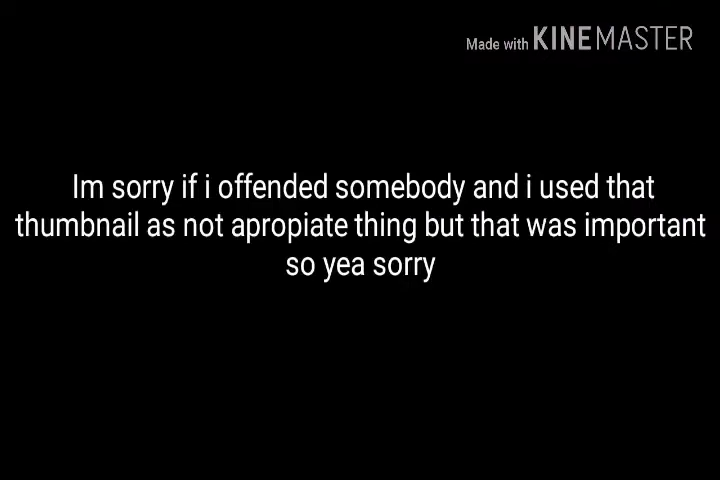 Made with KINEMASTER
Im sorry if i offended somebody and i used that
thumbnail as not apropiate thing but that was important
so yea sorry